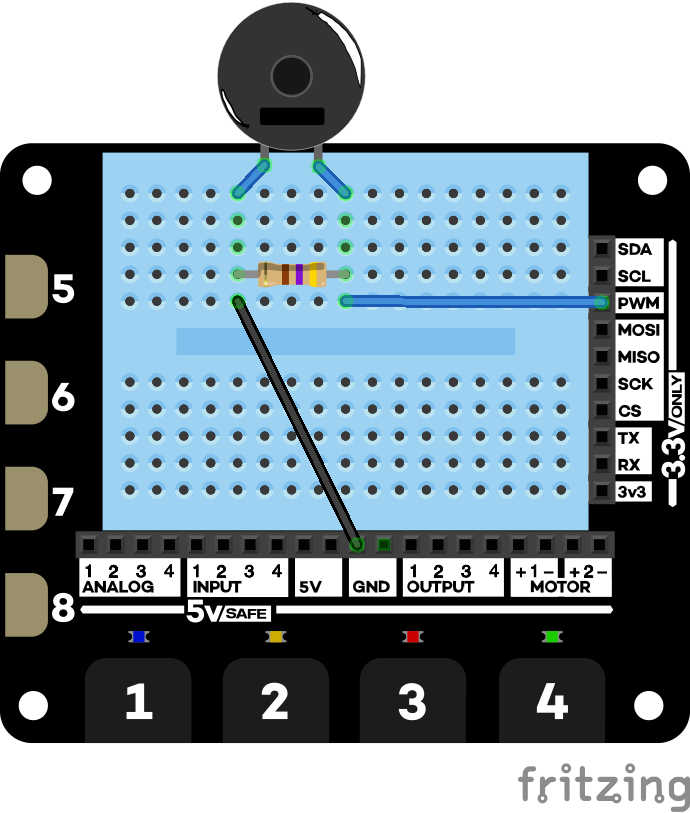 SDA
SCL
5
PWM
MOSI
MISO
SCK
6
CS
TX
RX
3v3
3.3v/ONLY
7
1 2 3 4 1 2 3 4 1 2 3 4 +1- +2-
ANALOG INPUT 5V GND OUTPUT MOTOR
8
5V/SAFE
1 2 3 4
fritzing